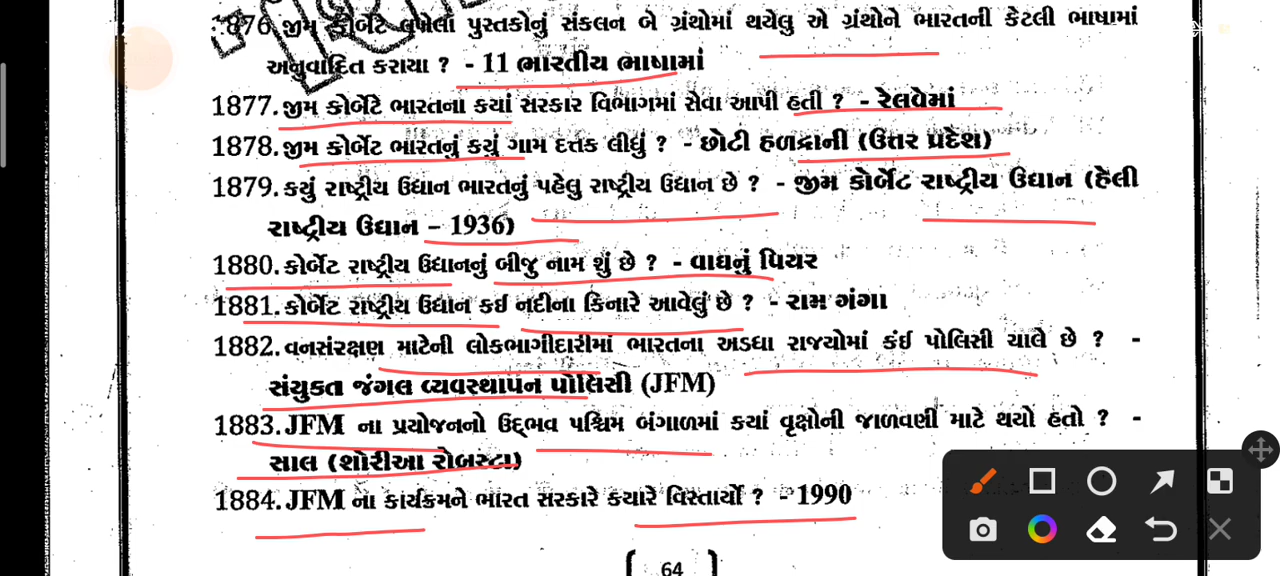 1876. જીમ કોર્બેટે લખેલા પુસ્તકોનું સંકલન બે ગ્રંથોમાં થયેલુ એ ગ્રંથોને ભારતની કેટલી ભાષામાં
અનુવાદિત કરાયા ? - 11 ભારતીય ભાષામાં
1877. જીમ કોર્બેટે ભારતના કયાં સરકાર વિભાગમાં સેવા આપી હતી ? - રેલવેમાં
1878. જીમ કોર્બેટ ભારતનું કયું ગામ દત્તક લીધું ? - છોટી હળદ્રાની (ઉત્તર પ્રદેશ)
1879. કયું રાષ્ટ્રીય ઉદ્યાન ભારતનું પહેલુ રાષ્ટ્રીય ઉદ્યાન છે ? - જીમ કોર્બેટ રાષ્ટ્રીય ઉદ્યાન (હેલી
રાષ્ટ્રીય ઉદ્યાન – 1936)
1880. કોર્બેટ રાષ્ટ્રીય ઉદ્યાનનું બીજુ નામ શું છે ? - વાઘનું પિયર
1881. કોર્બેટ રાષ્ટ્રીય ઉદ્યાન કઈ નદીના કિનારે આવેલું છે ? - રામ ગંગા
1882. વનસંરક્ષણ માટેની લોકભાગીદારીમાં ભારતના અડધા રાજયોમાં કંઈ પોલિસી ચાલે છે ? -
સંયુકત જંગલ વ્યવસ્થાપન પોલિસી (JFM)
1883. JFM ના પ્રયોજનનો ઉદ્ભવ પશ્ચિમ બંગાળમાં કયાં વૃક્ષોની જાળવણી માટે થયો હતો ? -
સાલ (શોરીઆ રોબસ્ટા)
1884. JFM ના કાર્યક્રમને ભારત સરકારે કયારે વિસ્તાર્યો ? - 1990
64